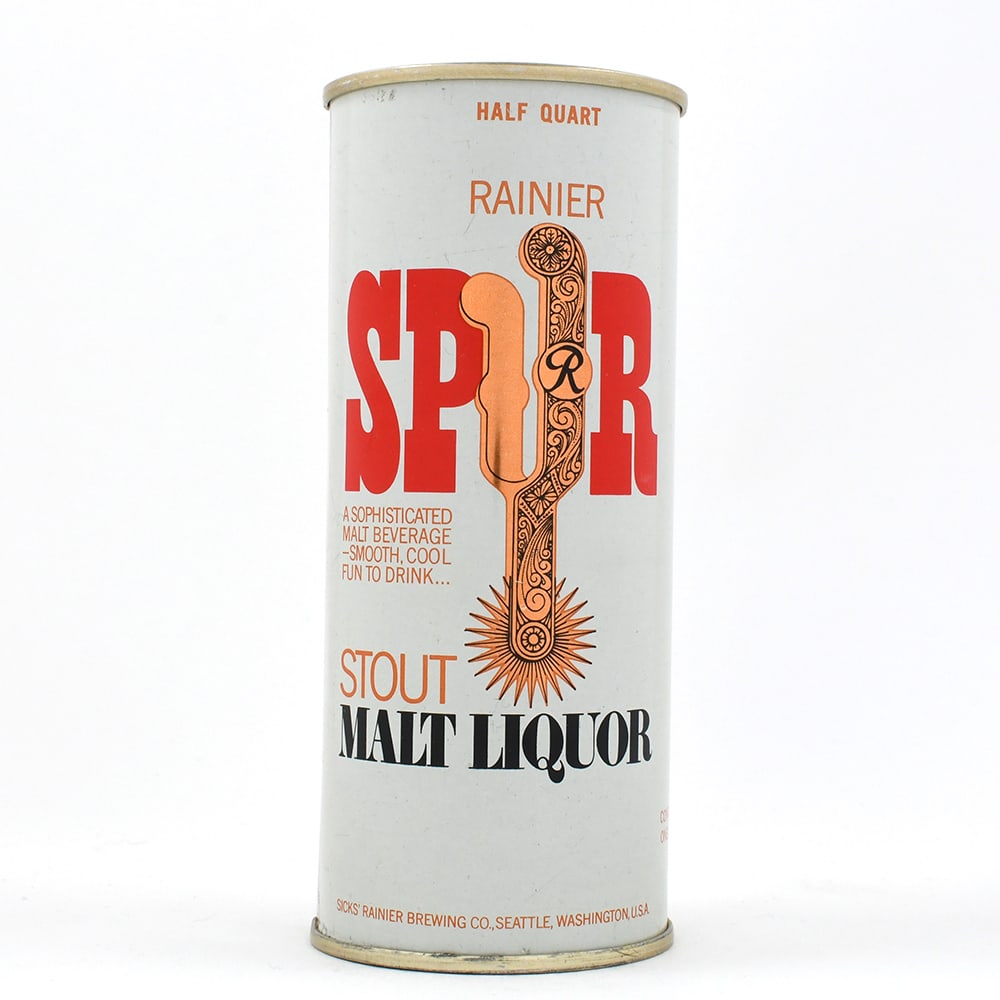 HALF QUART
RAINIER
SPUR
R
A SOPHISTICATED
MALT BEVERAGE
–SMOOTH, COOL
FUN TO DRINK...
STOUT
MALT LIQUOR
SICKS' RAINIER BREWING CO., SEATTLE, WASHINGTON, U.S.A.